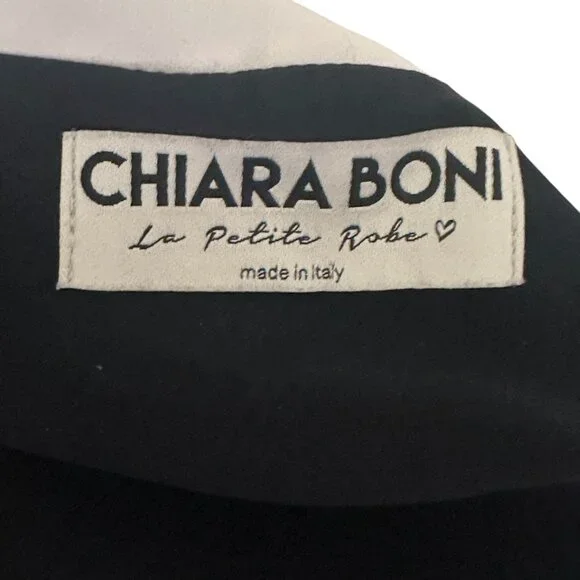 CHIARA BONI
La Petite Robe♡
made in Italy